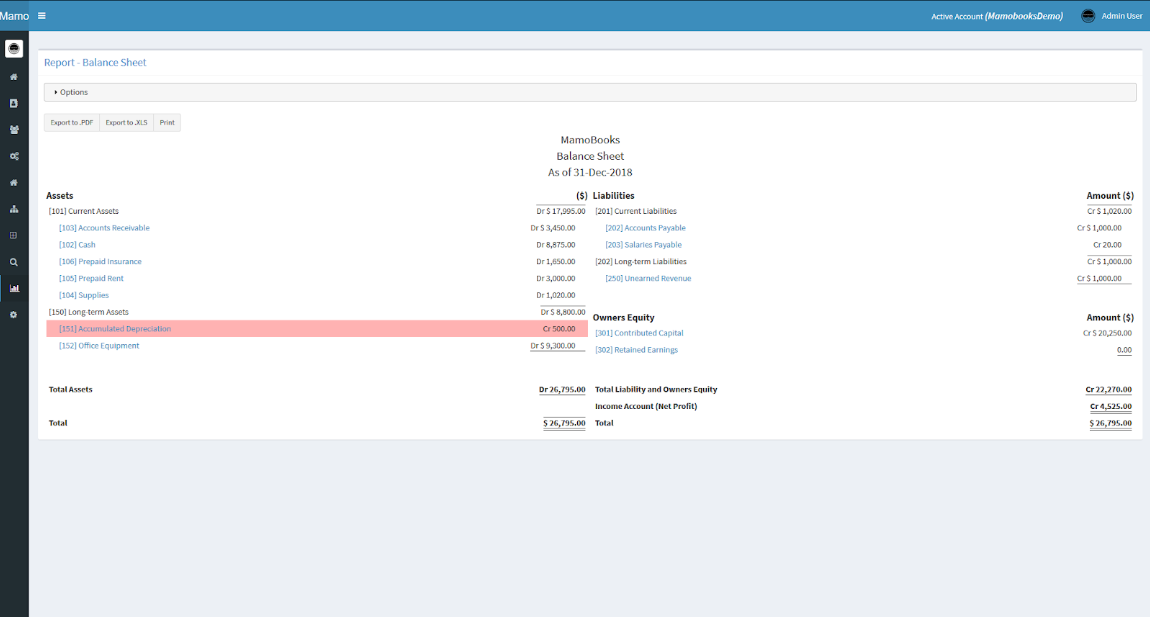 Mamo
Active Account (MamobooksDemo)
Admin User
Report - Balance Sheet
Options
Export to .PDF
Export to .XLS
Print
MamoBooks
Balance Sheet
As of 31-Dec-2018
Assets ($)
[101] Current Assets Dr $ 17,995.00
[103] Accounts Receivable Dr $ 3,450.00
[102] Cash Dr 8,875.00
[106] Prepaid Insurance Dr 1,650.00
[105] Prepaid Rent Dr 3,000.00
[104] Supplies Dr 1,020.00
[150] Long-term Assets Dr $ 8,800.00
[151] Accumulated Depreciation Cr 500.00
[152] Office Equipment Dr $ 9,300.00
Total Assets Dr 26,795.00
Total $ 26,795.00
Liabilities Amount ($)
[201] Current Liabilities Cr $ 1,020.00
[202] Accounts Payable Cr $ 1,000.00
[203] Salaries Payable Cr 20.00
[202] Long-term Liabilities Cr $ 1,000.00
[250] Unearned Revenue Cr $ 1,000.00
Owners Equity Amount ($)
[301] Contributed Capital Cr $ 20,250.00
[302] Retained Earnings 0.00
Total Liability and Owners Equity Cr 22,270.00
Income Account (Net Profit) Cr 4,525.00
Total $ 26,795.00